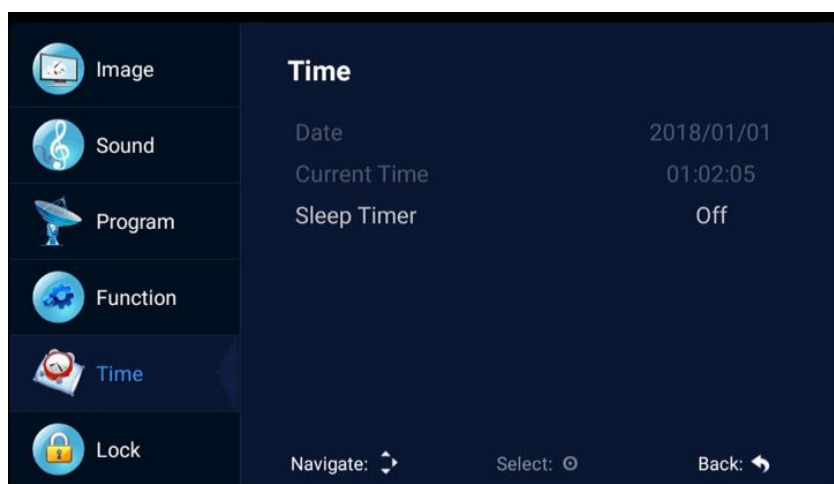 Image
Sound
Program
Function
Time
Lock
Time
Date 2018/01/01
Current Time 01:02:05
Sleep Timer Off
Navigate: Select: Back: